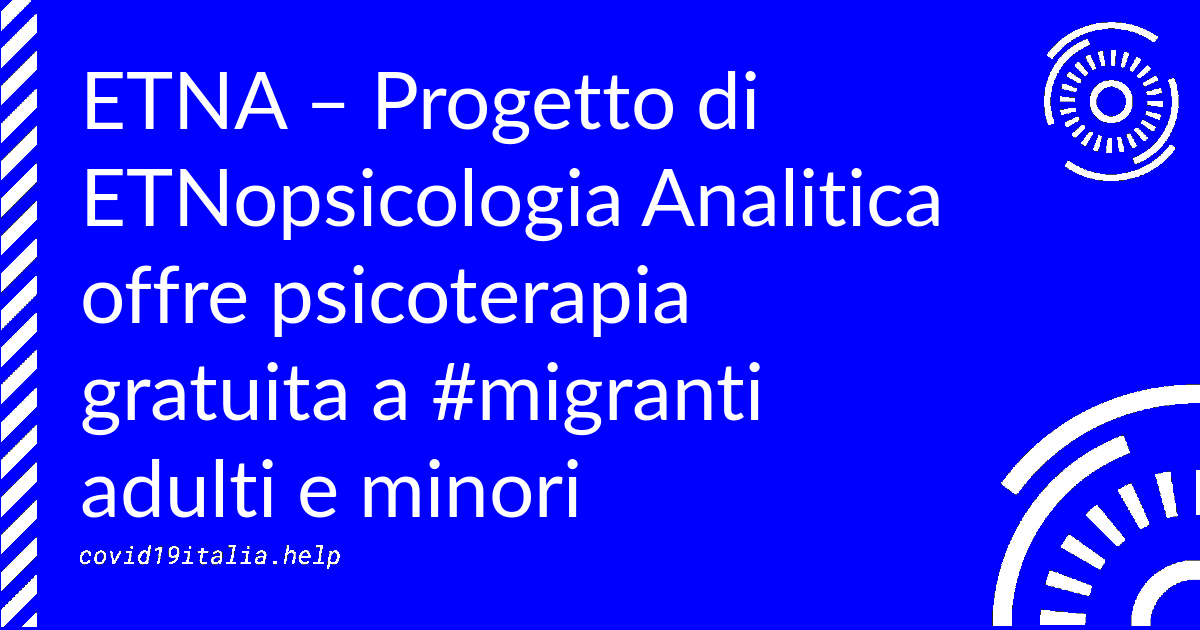 ETNA – Progetto di
ETNopsicologia Analitica
offre psicoterapia
gratuita a #migranti
adulti e minori
covid19italia.help